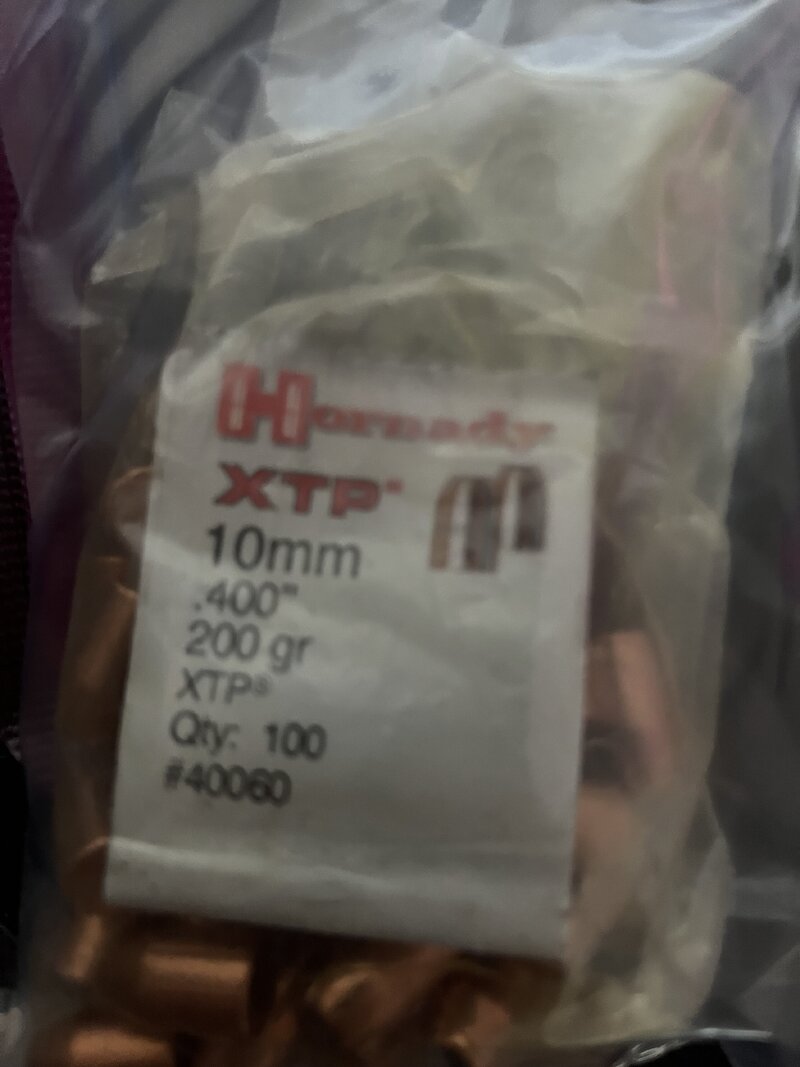 Hornady
XTP
10mm
.400"
200 gr
XTP®
Qty: 100
#40060